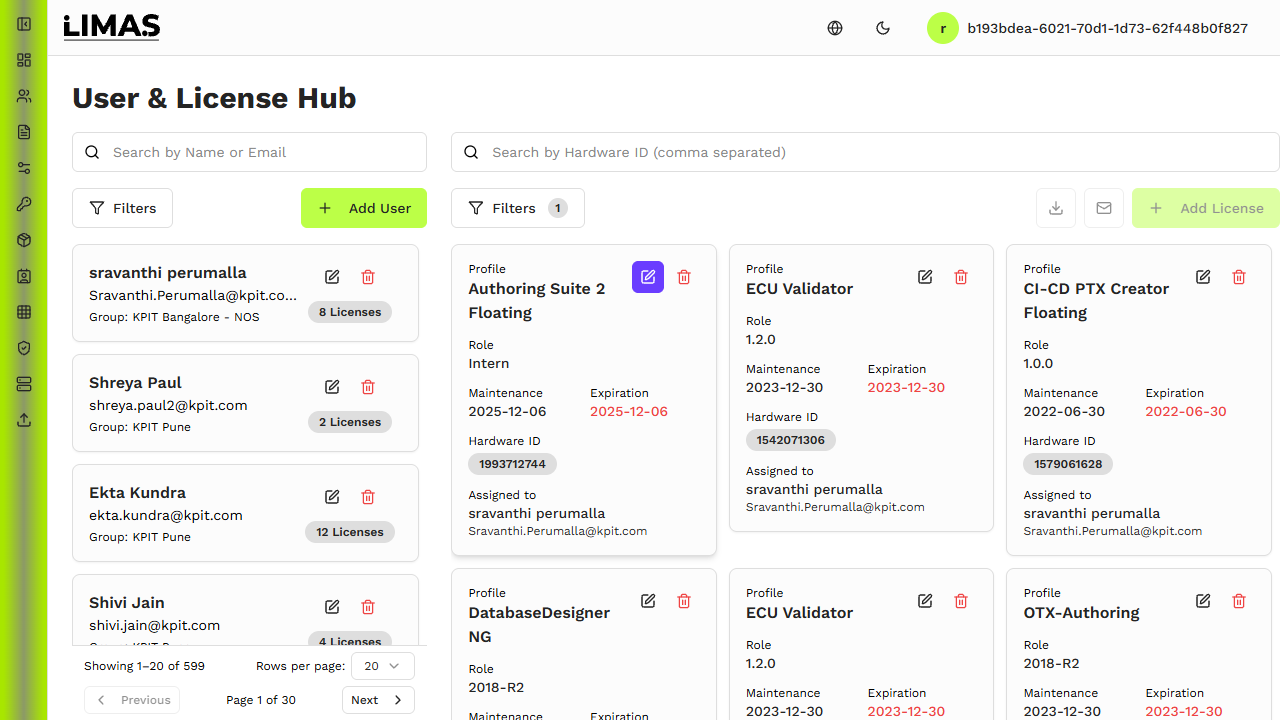 LIMAS
r
b193bdea-6021-70d1-1d73-62f448b0f827
User & License Hub
Search by Name or Email
Search by Hardware ID (comma separated)
Filters
Add User
Filters
1
Add License
sravanthi perumalla
Sravanthi.Perumalla@kpit.co...
Group: KPIT Bangalore - NOS
8 Licenses
Shreya Paul
shreya.paul2@kpit.com
Group: KPIT Pune
2 Licenses
Ekta Kundra
ekta.kundra@kpit.com
Group: KPIT Pune
12 Licenses
Shivi Jain
shivi.jain@kpit.com
4 Licenses
Showing 1–20 of 599
Rows per page:
20
Previous
Page 1 of 30
Next
Profile
Authoring Suite 2
Floating
Role
Intern
Maintenance
Expiration
2025-12-06
2025-12-06
Hardware ID
1993712744
Assigned to
sravanthi perumalla
Sravanthi.Perumalla@kpit.com
Profile
ECU Validator
Role
1.2.0
Maintenance
Expiration
2023-12-30
2023-12-30
Hardware ID
1542071306
Assigned to
sravanthi perumalla
Sravanthi.Perumalla@kpit.com
Profile
CI-CD PTX Creator
Floating
Role
1.0.0
Maintenance
Expiration
2022-06-30
2022-06-30
Hardware ID
1579061628
Assigned to
sravanthi perumalla
Sravanthi.Perumalla@kpit.com
Profile
DatabaseDesigner
NG
Role
2018-R2
Maintenance
Expiration
Profile
ECU Validator
Role
1.2.0
Maintenance
Expiration
2023-12-30
2023-12-30
Profile
OTX-Authoring
Role
2018-R2
Maintenance
Expiration
2023-12-30
2023-12-30